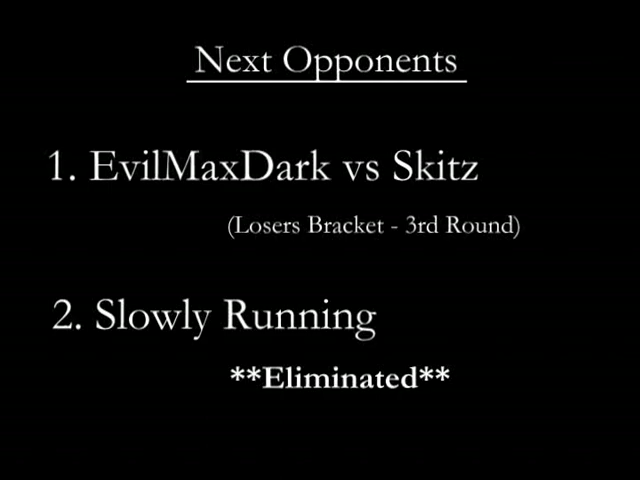 Next Opponents
1. EvilMaxDark vs Skitz
(Losers Bracket - 3rd Round)
2. Slowly Running
**Eliminated**